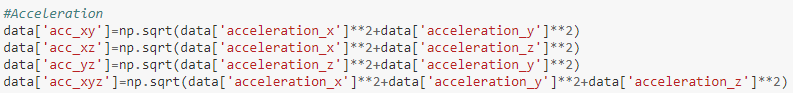 #Acceleration
data['acc_xy']=np.sqrt(data['acceleration_x']**2+data['acceleration_y']**2)
data['acc_xz']=np.sqrt(data['acceleration_x']**2+data['acceleration_z']**2)
data['acc_yz']=np.sqrt(data['acceleration_z']**2+data['acceleration_y']**2)
data['acc_xyz']=np.sqrt(data['acceleration_x']**2+data['acceleration_y']**2+data['acceleration_z']**2)